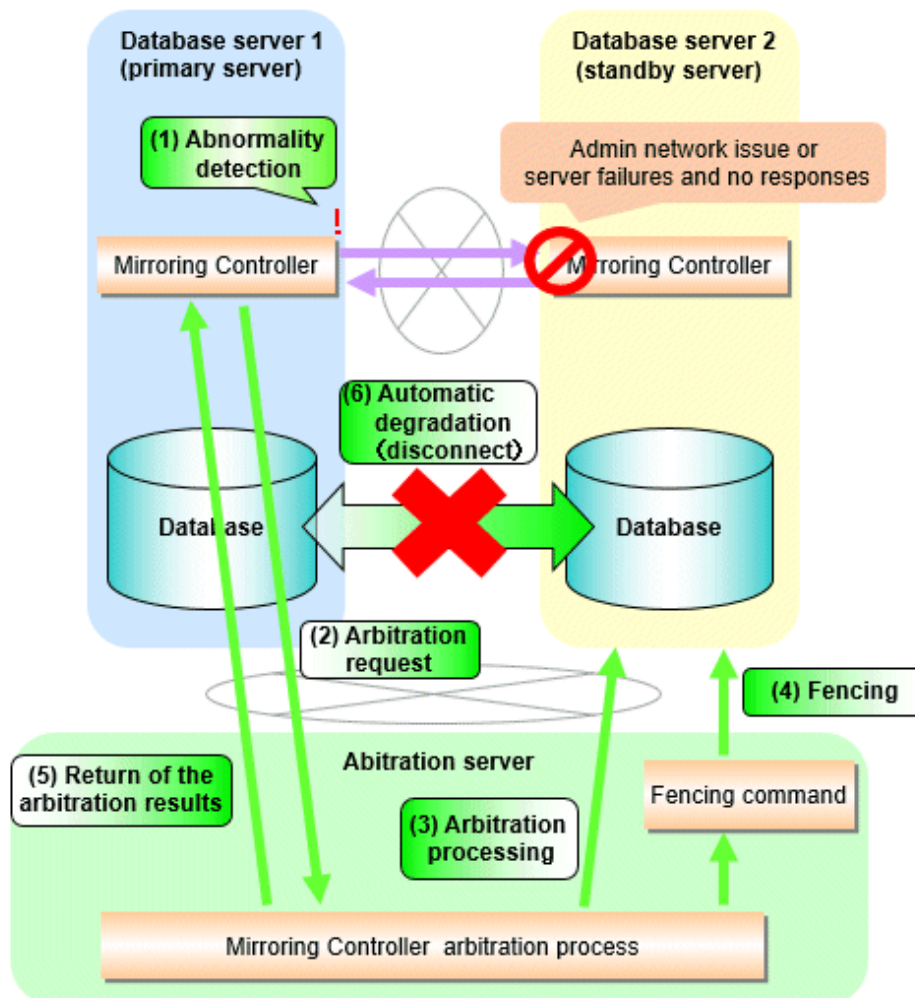 Database server 1
(primary server)
Database server 2
(standby server)
(1) Abnormality
detection
Admin network issue or
server failures and no responses
!
Mirroring Controller
Mirroring Controller
(6) Automatic
degradation
(disconnect)
Database
Database
(2) Arbitration
request
(4) Fencing
Abitration server
(5) Return of the
arbitration results
Fencing command
(3) Arbitration
processing
Mirroring Controller arbitration process